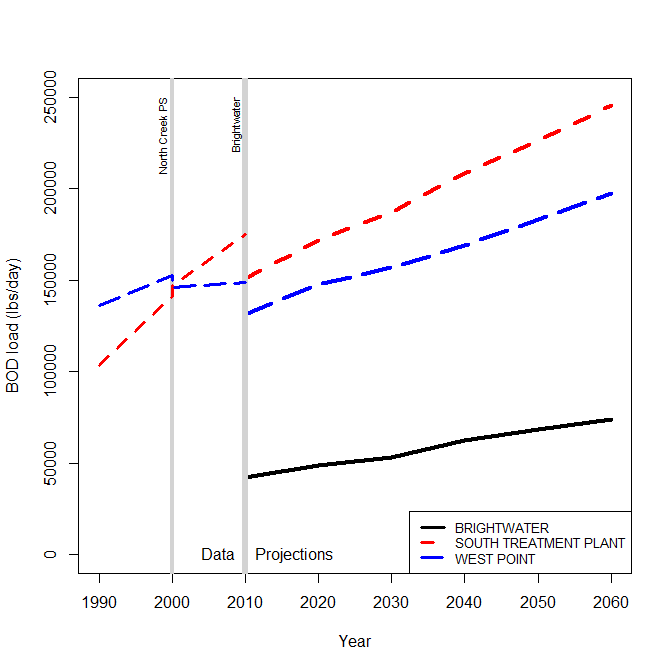 250000
200000
150000
100000
50000
0
BOD load (lbs/day)
North Creek PS
Brightwater
Data
Projections
BRIGHTWATER
SOUTH TREATMENT PLANT
WEST POINT
1990 2000 2010 2020 2030 2040 2050 2060
Year